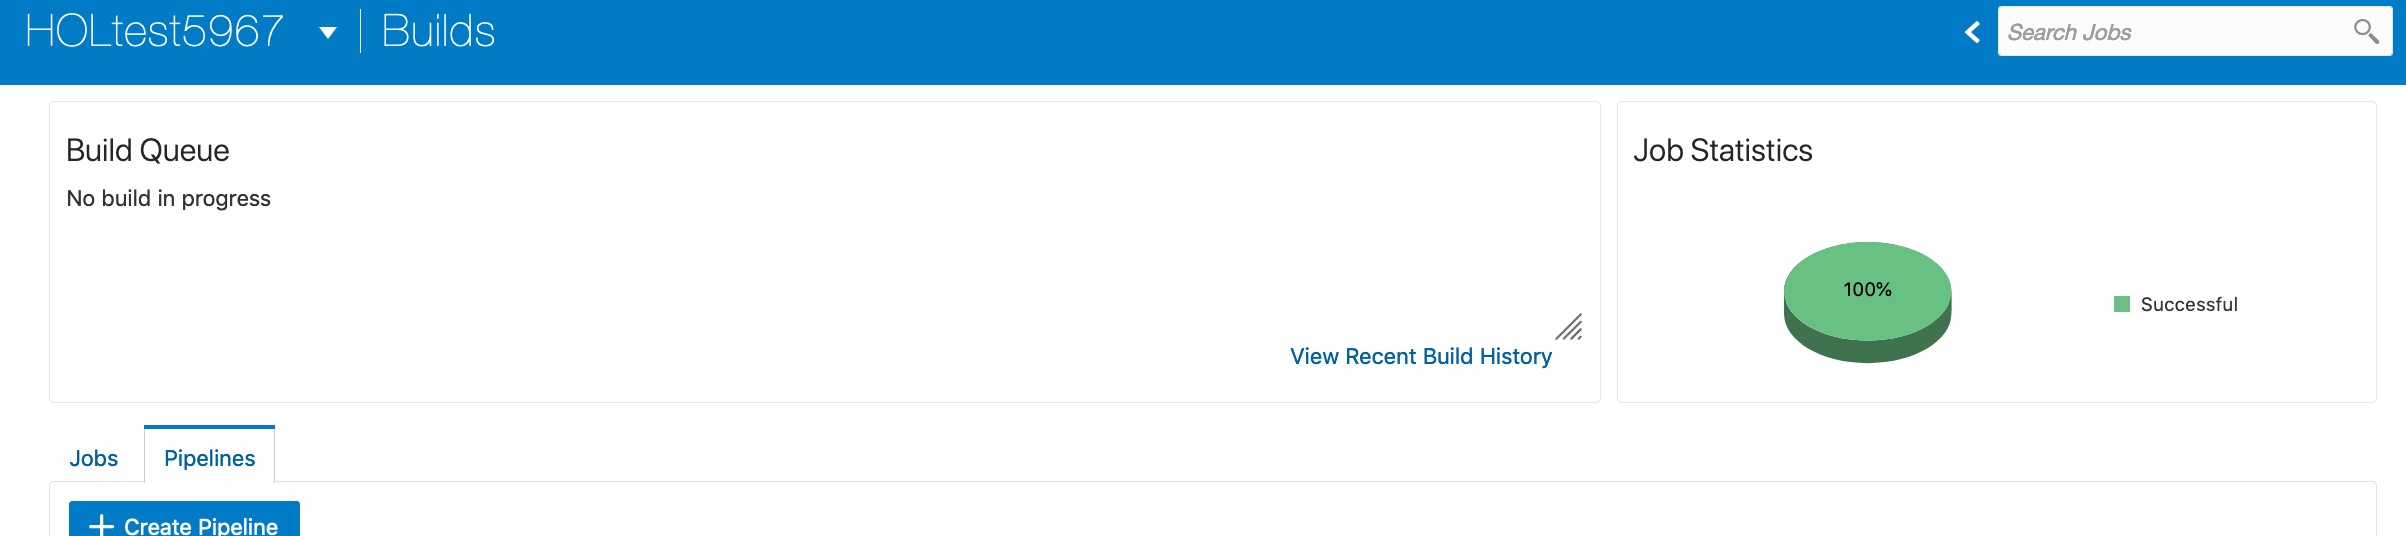 HOLtest5967 Builds
Search Jobs
Build Queue
No build in progress
View Recent Build History
Job Statistics
100%
Successful
Jobs Pipelines
Create Pipeline